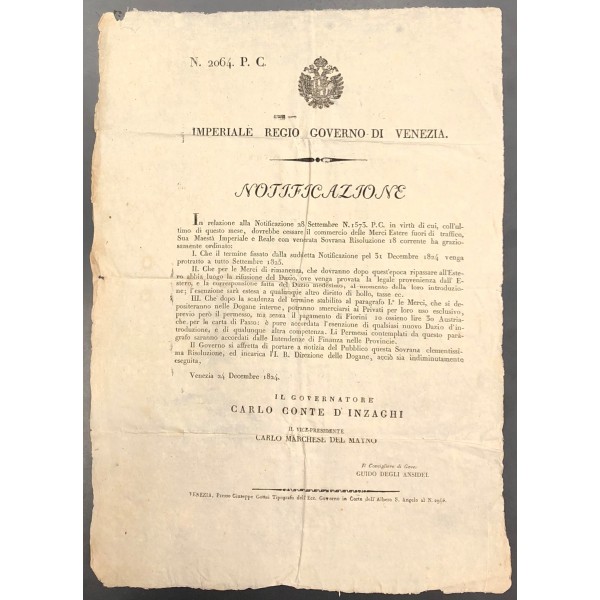 N. 2064. P. C.
IMPERIALE REGIO GOVERNO DI VENEZIA.
NOTIFICAZIONE
In relazione alla Notificazione 28 Settembre N. 1573. P.C. in virtù di cui, coll'ul-
timo di questo mese, dovrebbe cessare il commercio delle Merci Estere fuori di traffico,
Sua Maestà Imperiale e Reale con venerata Sovrana Risoluzione 18 corrente ha grazio-
samente ordinato:
I. Che il termine fissato dalla suddetta Notificazione pel 31 Decembre 1824 venga
protratto a tutto Settembre 1825.
II. Che per le Merci di rimanenza, che dovranno dopo quest'epoca ripassare all'Este-
ro abbia luogo la rifusione del Dazio, ove venga provata la legale provenienza dall'E-
stero, e la corrisponsione fatta del Dazio medesimo, al momento della loro introduzio-
ne; l'esenzione sarà estesa a qualunque altro diritto di bollo, tasse ec.
III. Che dopo la scadenza del termine stabilito al paragrafo I.° le Merci, che si de-
positeranno nelle Dogane interne, potranno smerciarsi ai Privati per loro uso esclusivo,
previo però il permesso, ma senza il pagamento di Fiorini 10 ossieno lire 30 Austria-
che per la carta di Passo: è pure accordata l'esenzione di qualsiasi nuovo Dazio d'in-
troduzione, e di qualunque altra competenza. Li Permessi contemplati da questo para-
grafo saranno accordati dalle Intendenze di Finanza nelle Provincie.
Il Governo si affretta di portare a notizia del Pubblico questa Sovrana clementissi-
ma Risoluzione, ed incarica l'I. R. Direzione delle Dogane, acciò sia indiminutamente
eseguita.
Venezia 24 Decembre 1824.
IL GOVERNATORE
CARLO CONTE D'INZAGHI
IL VICE-PRESIDENTE
CARLO MARCHESE DEL MAYNO
Il Consigliere di Gov.
GUIDO DEGLI ANSIDEI.
VENEZIA, Presso Giuseppe Tipografo dell'Ecc. Governo in Corte dell'Albero S. Angelo al N.